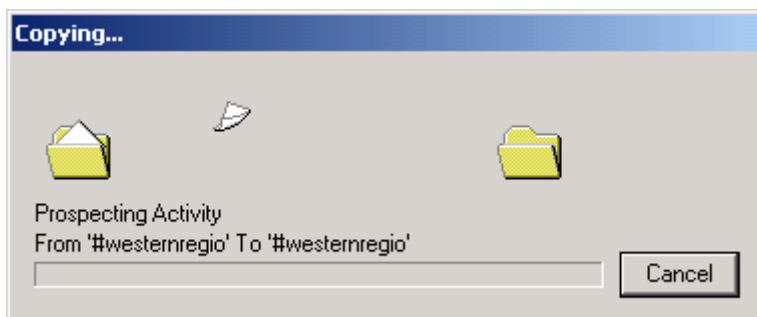 Copying...
Prospecting Activity
From '#westernregio' To '#westernregio'
Cancel